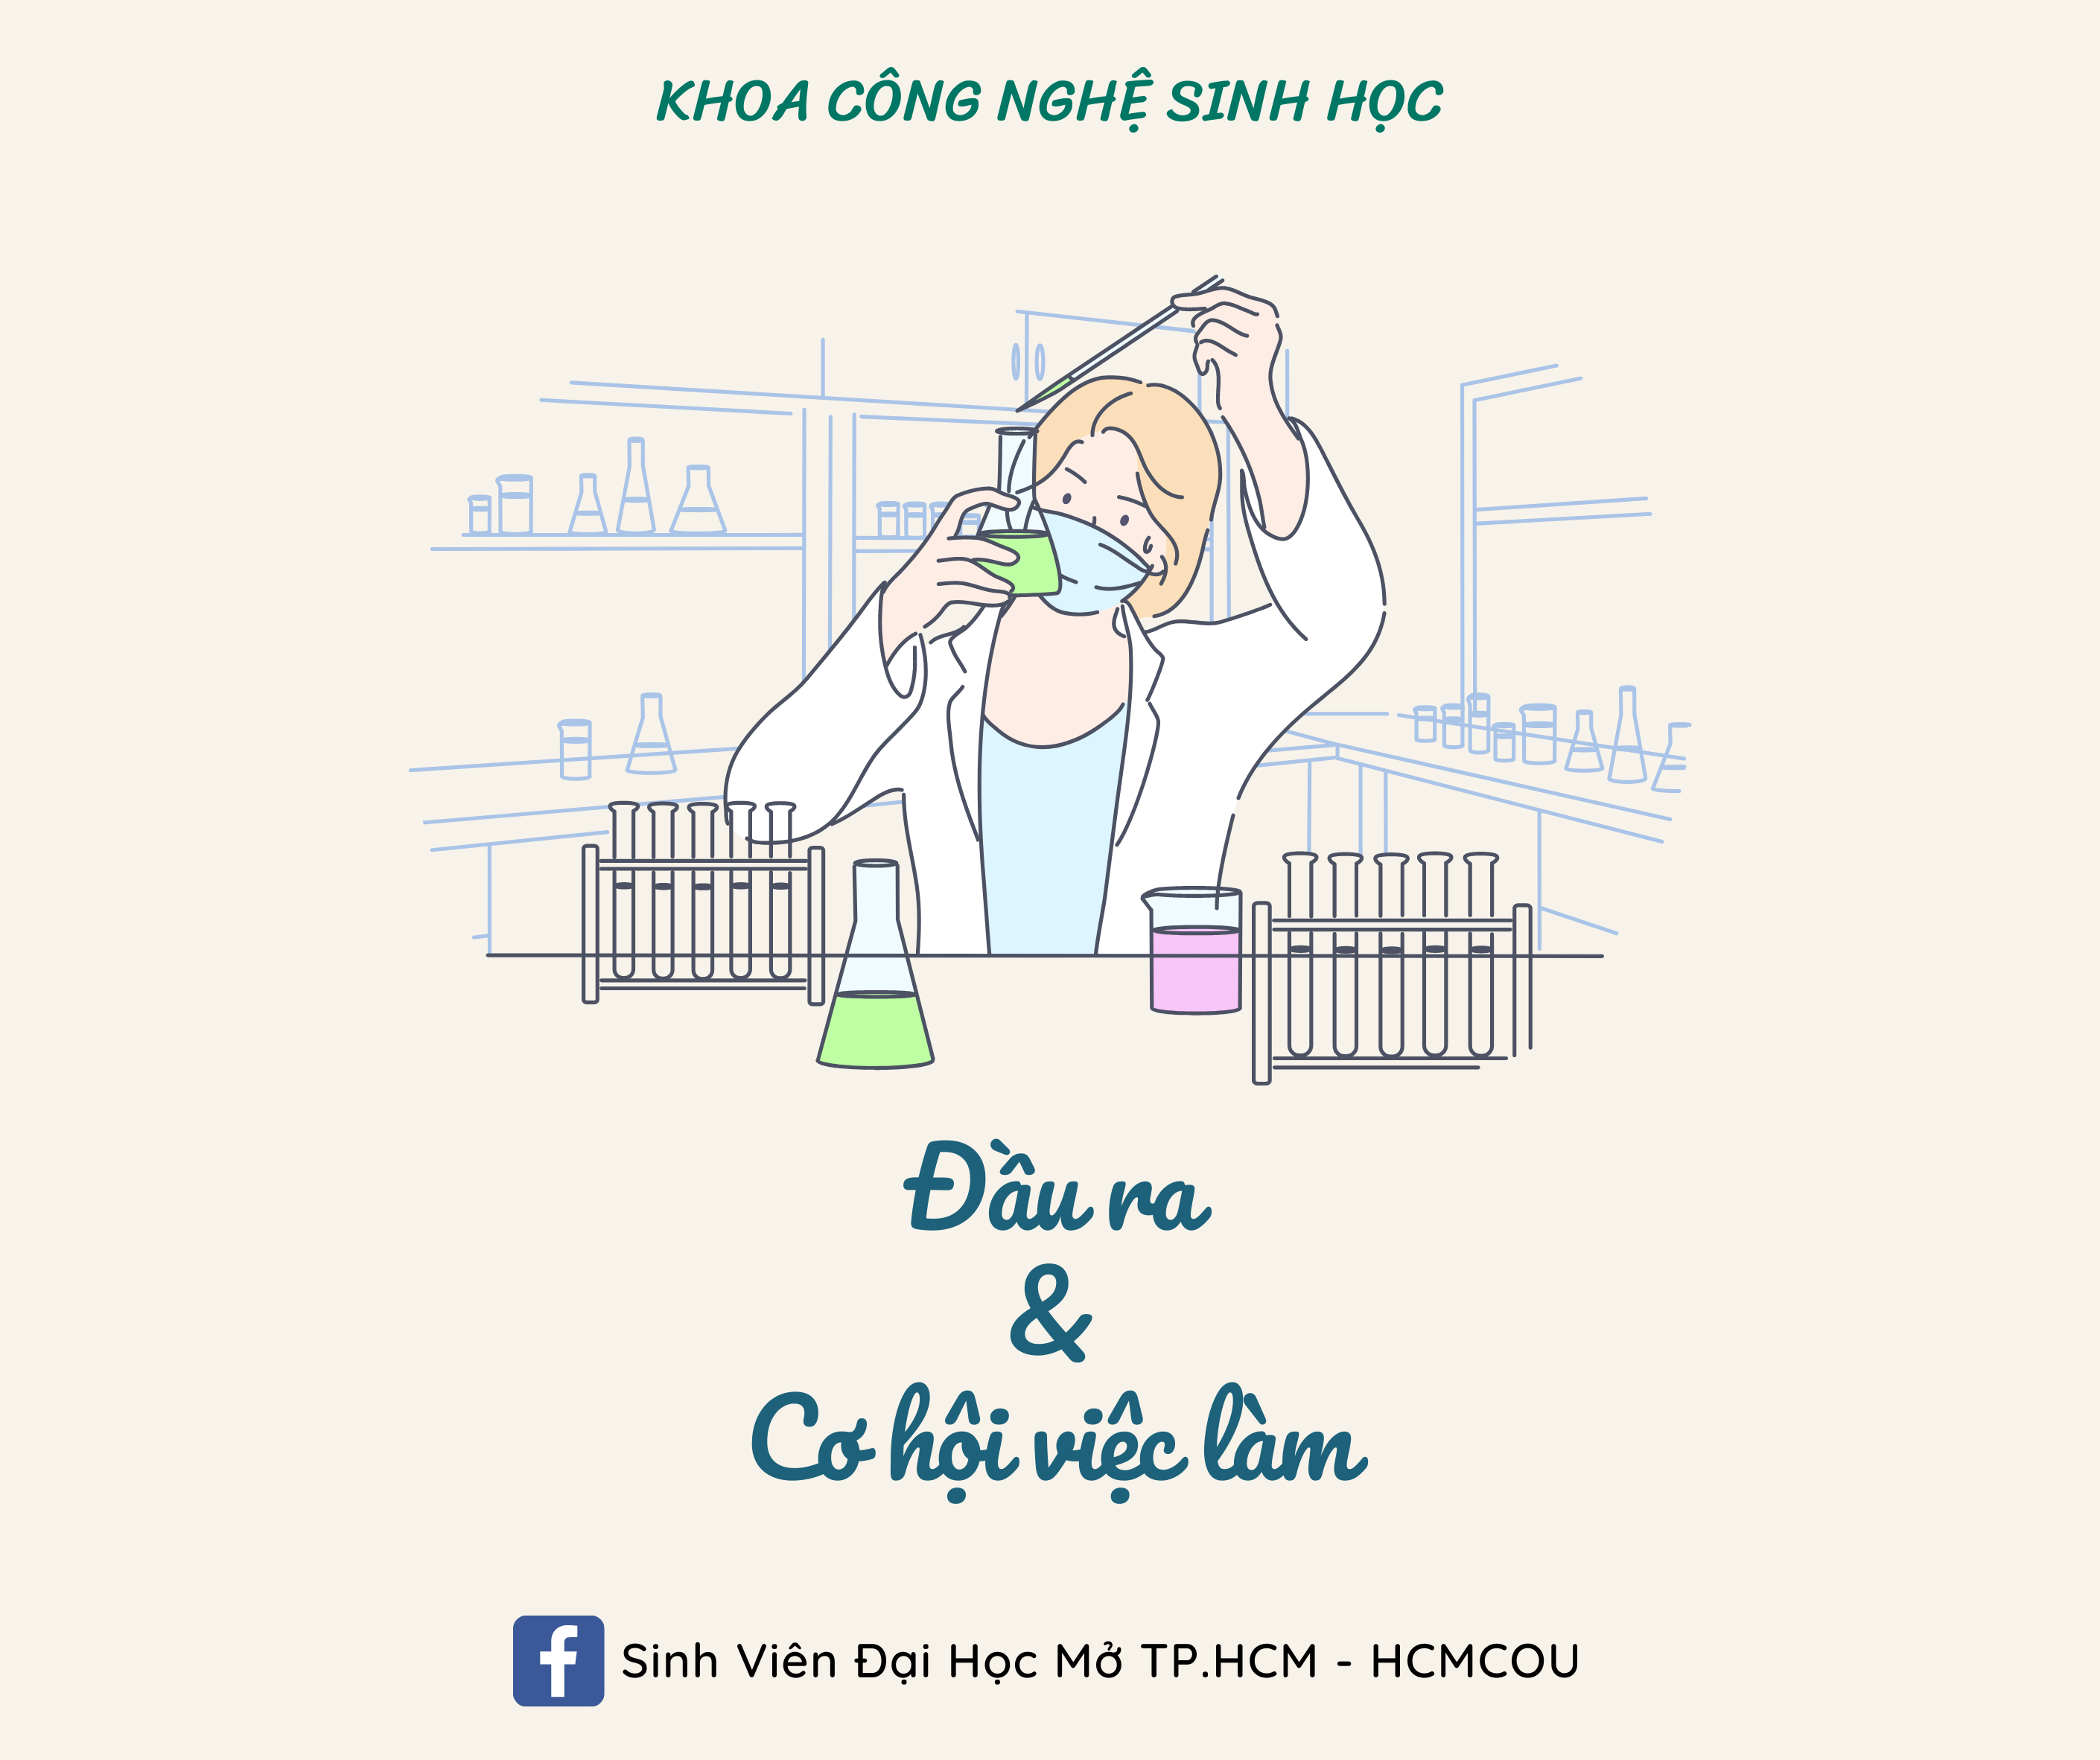 KHOA CÔNG NGHỆ SINH HỌC
Đầu ra
&
Cơ hội việc làm
Sinh Viên Đại Học Mở TP.HCM - HCMCOU